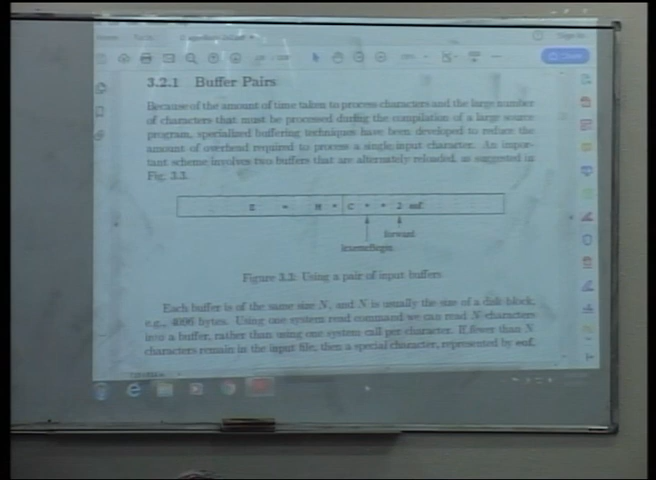 3.2.1 Buffer Pairs
Because of the amount of time taken to process characters and the large number
of characters that must be processed during the compilation of a large source
program, specialized buffering techniques have been developed to reduce the
amount of overhead required to process a single input character. An impor-
tant scheme involves two buffers that are alternately reloaded, as suggested in
Fig. 3.3.
E = M * C * * 2 eof
forward
lexemeBegin
Figure 3.3: Using a pair of input buffers
Each buffer is of the same size N, and N is usually the size of a disk block,
e.g., 4096 bytes. Using one system read command we can read N characters
into a buffer, rather than using one system call per character. If fewer than N
characters remain in the input file, then a special character, represented by eof,